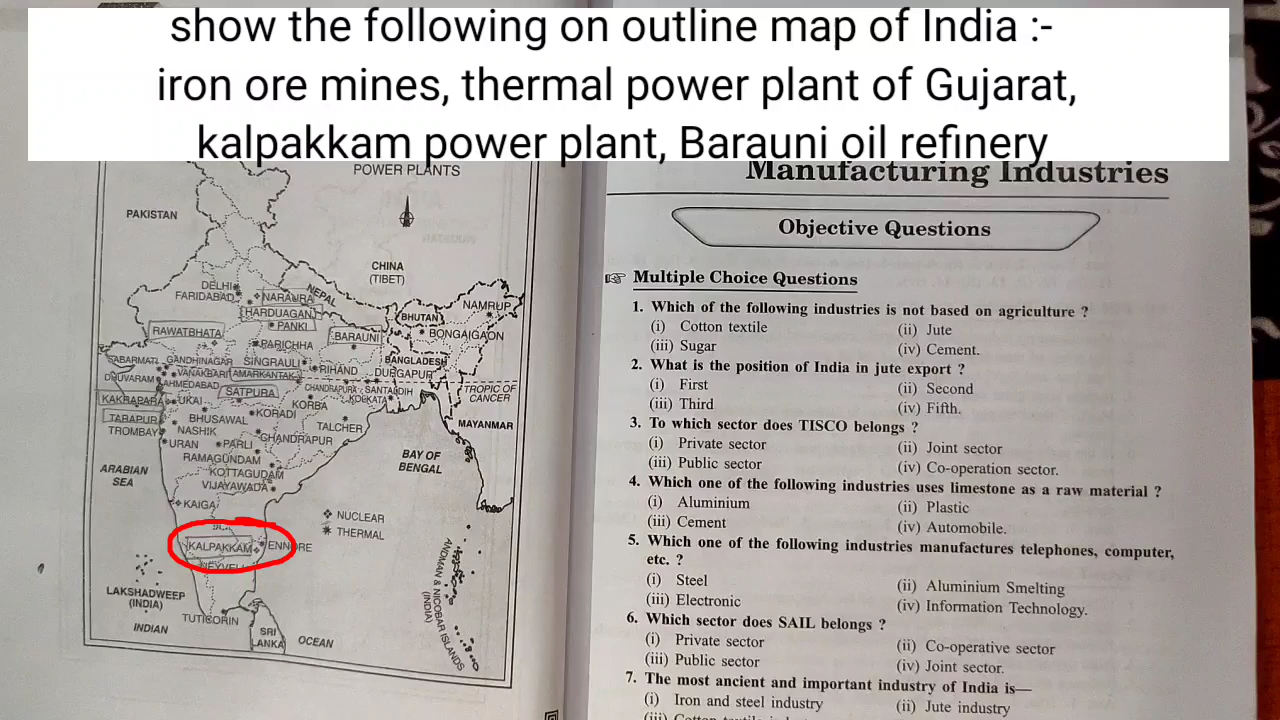 show the following on outline map of India :-
iron ore mines, thermal power plant of Gujarat,
kalpakkam power plant, Barauni oil refinery
POWER PLANTS
PAKISTAN
CHINA
(TIBET)
DELHI
FARIDABAD
NARAURA
NEPAL
NAMRUP
HARDUAGANJ
BHUTAN
PANKI
RAWATBHATA
BARAUNI
BONGAIGAON
PARICHHA
SABARMATI
GANDHINAGAR
SINGRAULI
BANGLADESH
RIHAND
DURGAPUR
DHUVARAM
VANAKBARI
AMARKANTAK
AHMEDABAD
SATPURA
CHANDRAPURA
SANTALDIH
TROPIC OF
CANCER
KAKRAPARA
UKAI
KORBA
KOLKATA
TARAPUR
BHUSAWAL
KORADI
TROMBAY
NASHIK
TALCHER
MAYANMAR
URAN
PARLI
CHANDRAPUR
RAMAGUNDAM
BAY OF
BENGAL
ARABIAN
SEA
KOTTAGUDAM
VIJAYAWADA
KAIGA
NUCLEAR
THERMAL
KALPAKKAM
ENNORE
NEYVELI
LAKSHADWEEP
(INDIA)
TUTICORIN
INDIAN
SRI
LANKA
OCEAN
ANDMAN & NICOBAR ISLANDS
(INDIA)
Manufacturing Industries
Objective Questions
Multiple Choice Questions
1. Which of the following industries is not based on agriculture ?
(i) Cotton textile (ii) Jute
(iii) Sugar (iv) Cement.
2. What is the position of India in jute export ?
(i) First (ii) Second
(iii) Third (iv) Fifth.
3. To which sector does TISCO belongs ?
(i) Private sector (ii) Joint sector
(iii) Public sector (iv) Co-operation sector.
4. Which one of the following industries uses limestone as a raw material ?
(i) Aluminium (ii) Plastic
(iii) Cement (iv) Automobile.
5. Which one of the following industries manufactures telephones, computer,
etc. ?
(i) Steel (ii) Aluminium Smelting
(iii) Electronic (iv) Information Technology.
6. Which sector does SAIL belongs ?
(i) Private sector (ii) Co-operative sector
(iii) Public sector (iv) Joint sector.
7. The most ancient and important industry of India is—
(i) Iron and steel industry (ii) Jute industry